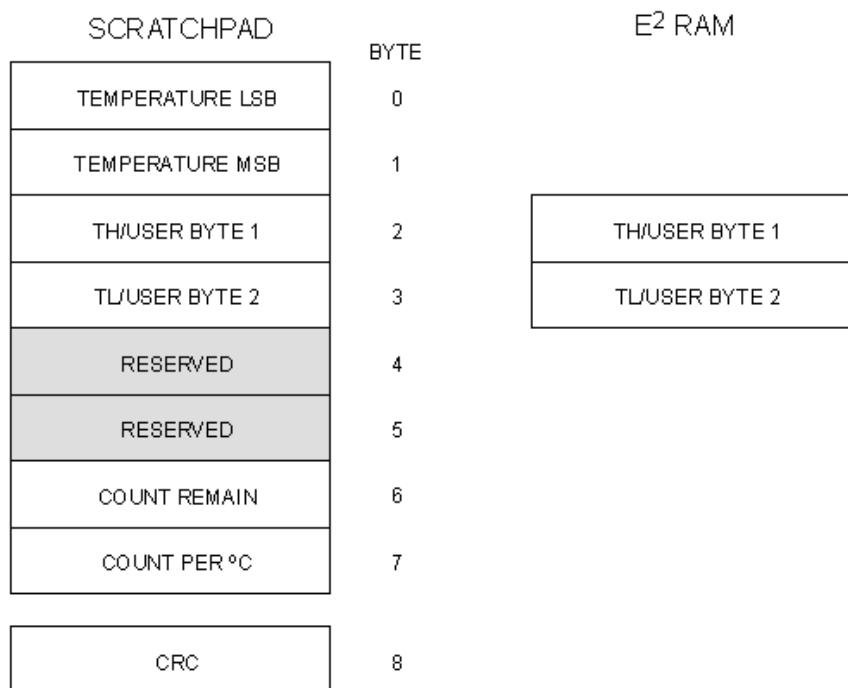 SCRATCHPAD
BYTE
E² RAM
TEMPERATURE LSB 0
TEMPERATURE MSB 1
TH/USER BYTE 1 2 TH/USER BYTE 1
TL/USER BYTE 2 3 TL/USER BYTE 2
RESERVED 4
RESERVED 5
COUNT REMAIN 6
COUNT PER ºC 7
CRC 8